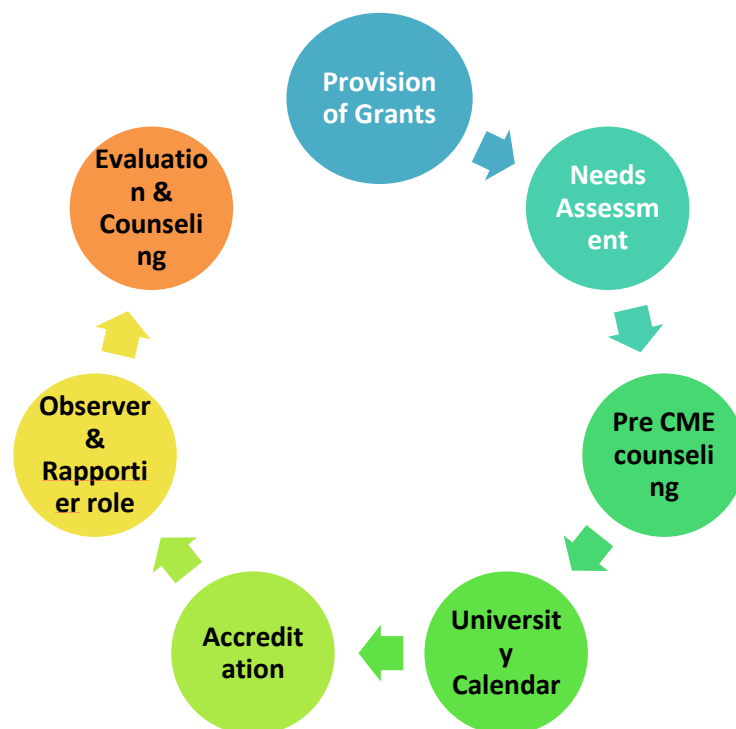 Provision
of Grants
Needs
Assessm
ent
Pre CME
counseli
ng
Universit
y
Calendar
Accredit
ation
Observer
&
Rapporti
er role
Evaluatio
n &
Counseli
ng